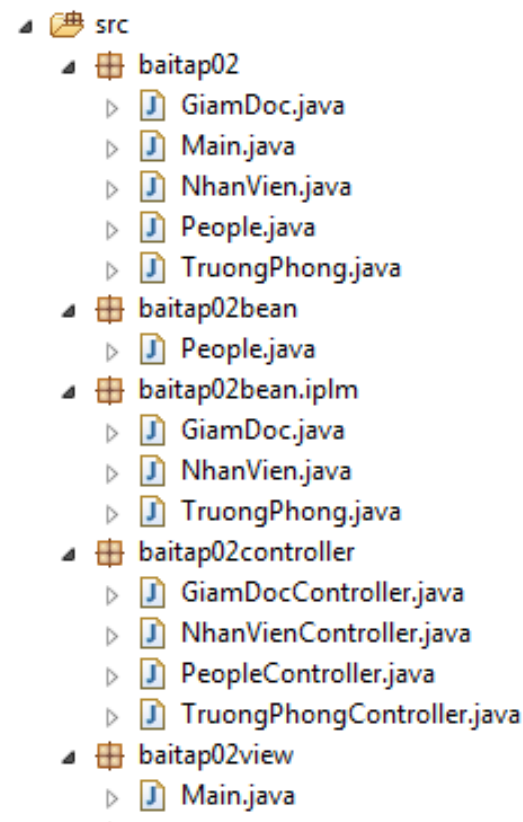 src
baitap02
GiamDoc.java
Main.java
NhanVien.java
People.java
TruongPhong.java
baitap02bean
People.java
baitap02bean.iplm
GiamDoc.java
NhanVien.java
TruongPhong.java
baitap02controller
GiamDocController.java
NhanVienController.java
PeopleController.java
TruongPhongController.java
baitap02view
Main.java